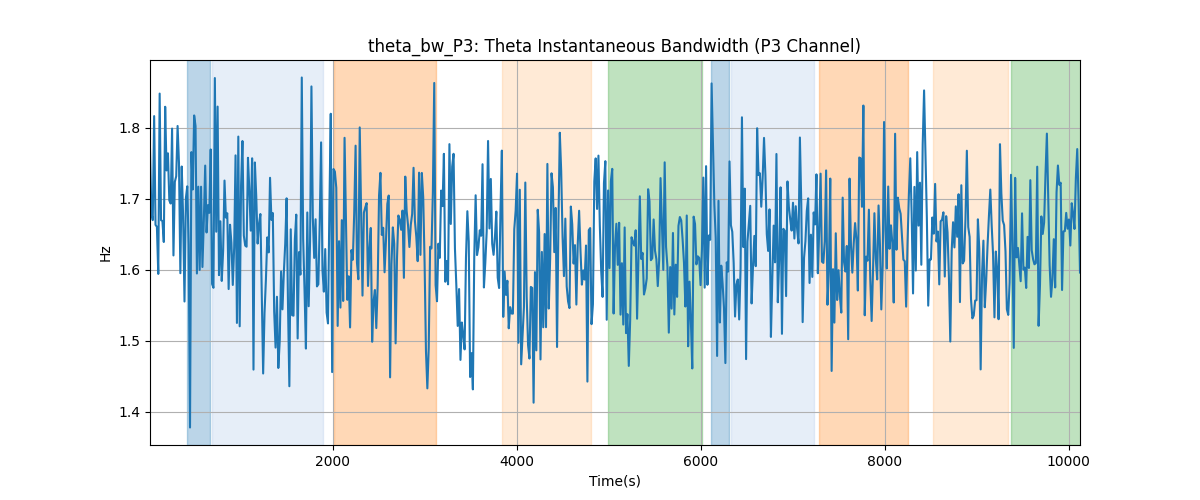 theta_bw_P3: Theta Instantaneous Bandwidth (P3 Channel)
Hz
1.8
1.7
1.6
1.5
1.4
2000 4000 6000 8000 10000
Time(s)